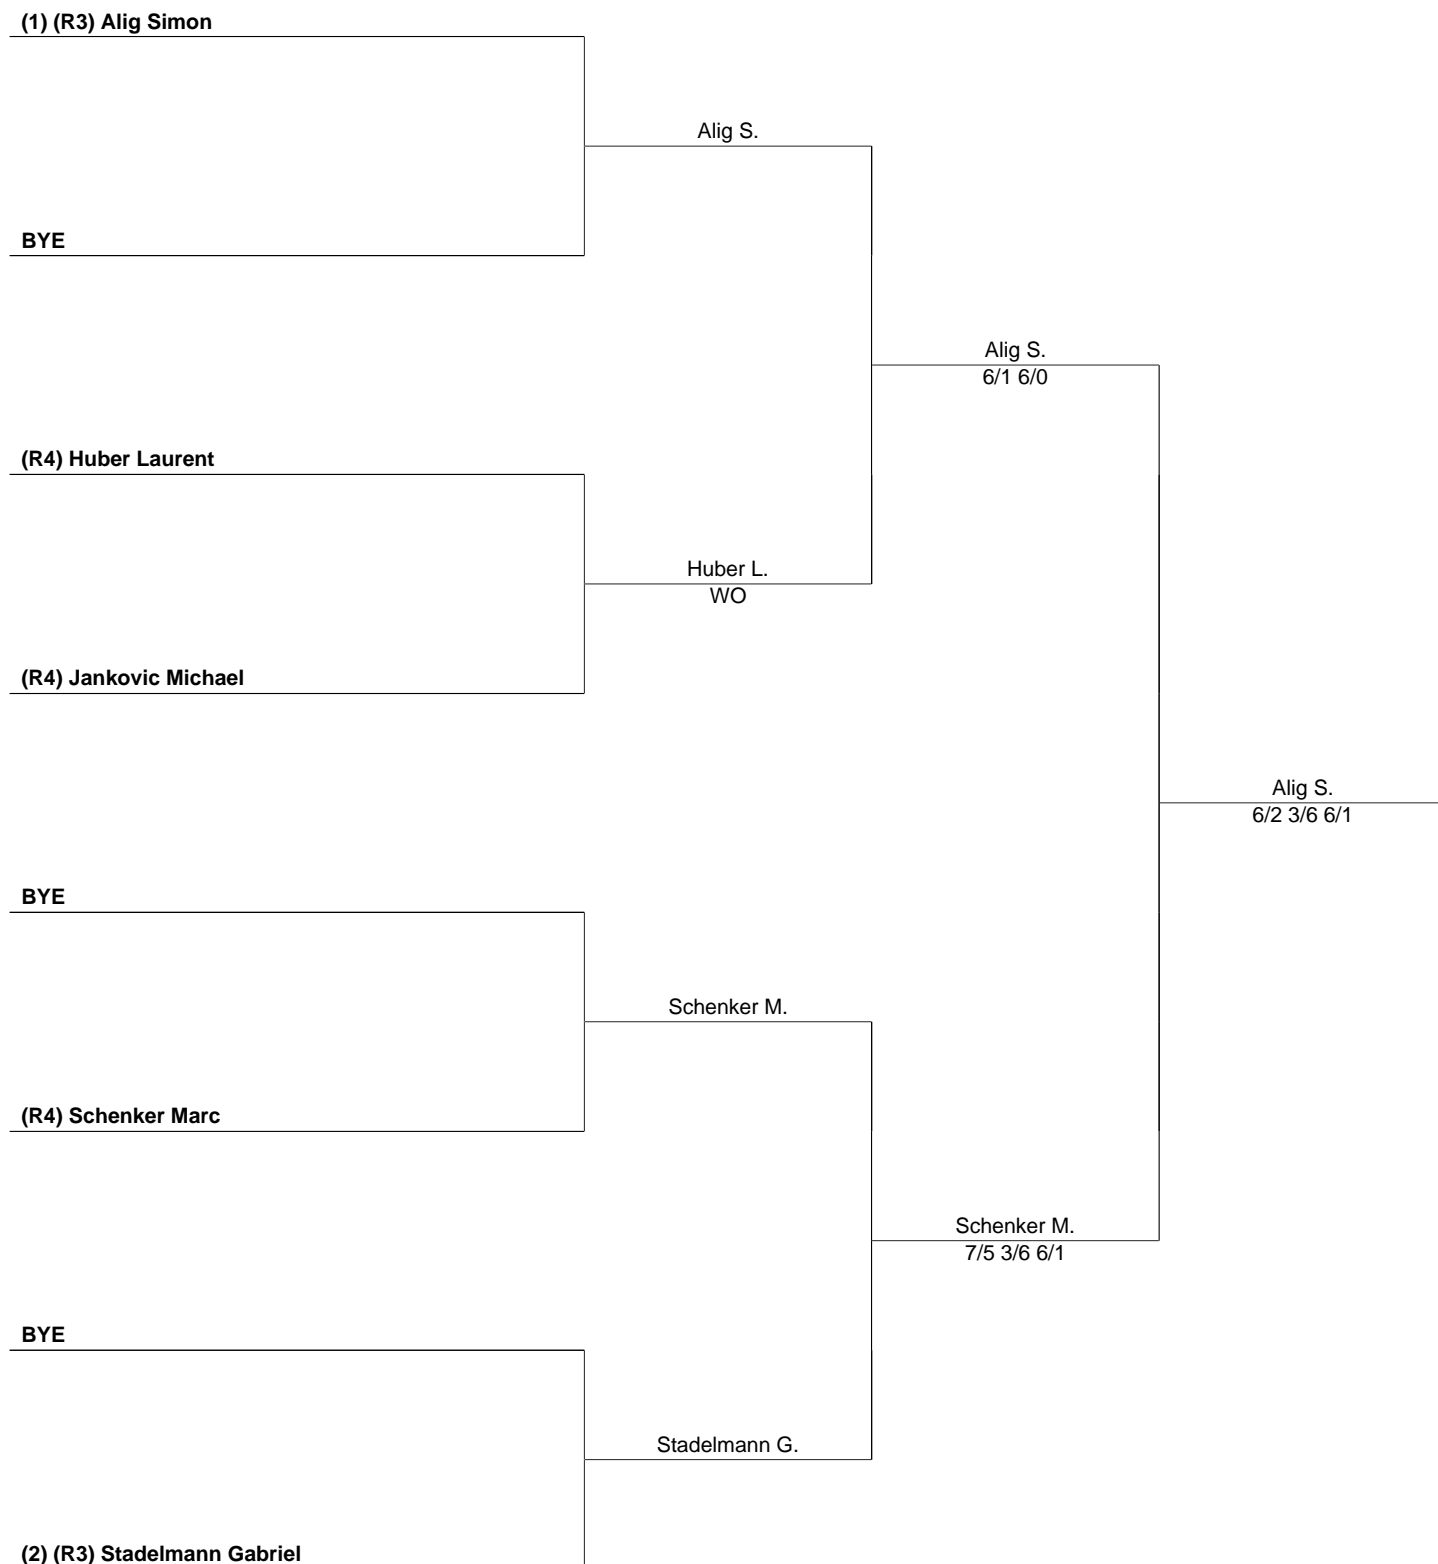 (1) (R3) Alig Simon
Alig S.
BYE
Alig S.
6/1 6/0
(R4) Huber Laurent
Huber L.
WO
(R4) Jankovic Michael
Alig S.
6/2 3/6 6/1
BYE
Schenker M.
(R4) Schenker Marc
Schenker M.
7/5 3/6 6/1
BYE
Stadelmann G.
(2) (R3) Stadelmann Gabriel